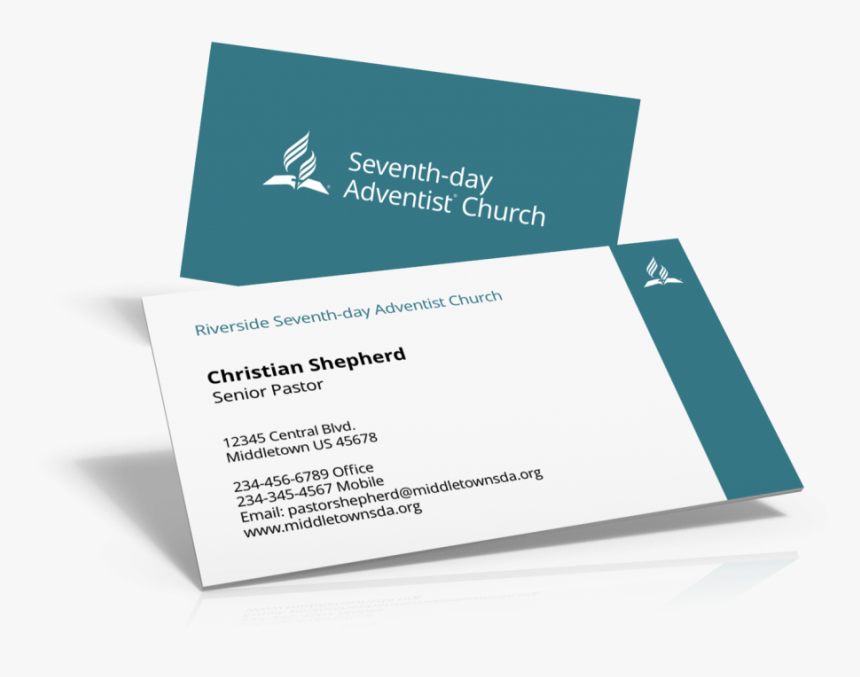 Seventh-day
Adventist® Church
Riverside Seventh-day Adventist Church
Christian Shepherd
Senior Pastor
12345 Central Blvd.
Middletown US 45678
234-456-6789 Office
234-345-4567 Mobile
Email: pastorshepherd@middletownsda.org
www.middletownsda.org